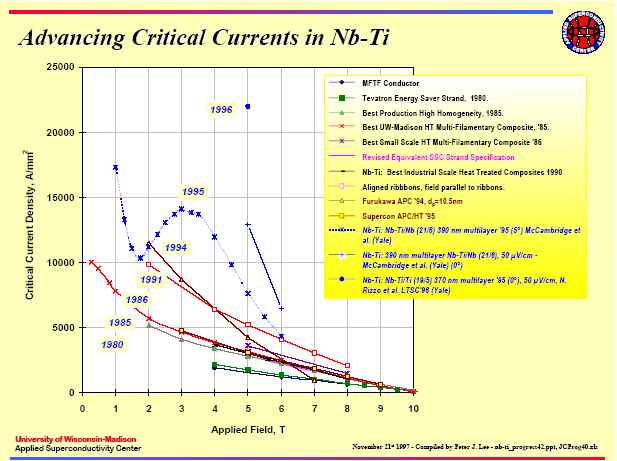 Advancing Critical Currents in Nb-Ti
Critical Current Density, A/mm²
25000
20000
15000
10000
5000
0
0 1 2 3 4 5 6 7 8 9 10
Applied Field, T
1996
1995
1994
1991
1986
1985
1980
MFTF Conductor
Tevatron Energy Saver Strand, 1980.
Best Production High Homogeneity, 1985.
Best UW-Madison HT Multi-Filamentary Composite, '85.
Best Small Scale HT Multi-Filamentary Composite '86
Revised Equivalent SSC Strand Specification
Nb-Ti: Best Industrial Scale Heat Treated Composites 1990
Aligned ribbbons, field parallel to ribbons.
Furukawa APC '94, dp=10.5nm
Supercon APC/HT '95
Nb-Ti: Nb-Ti/Nb (21/6) 390 nm multilayer '95 (5°) McCambridge et
al. (Yale)
Nb-Ti: 390 nm multilayer Nb-Ti/Nb (21/6), 50 µV/cm -
McCambridge et al. (Yale) (0°)
Nb-Ti: Nb-Ti/Ti (19/5) 370 nm multilayer '95 (0°), 50 µV/cm, N.
Rizzo et al. LTSC'96 (Yale)
University of Wisconsin-Madison
Applied Superconductivity Center
November 21st 1997 - Compiled by Peter J. Lee - nb-ti_progress42.ppt, JCProg40.xls